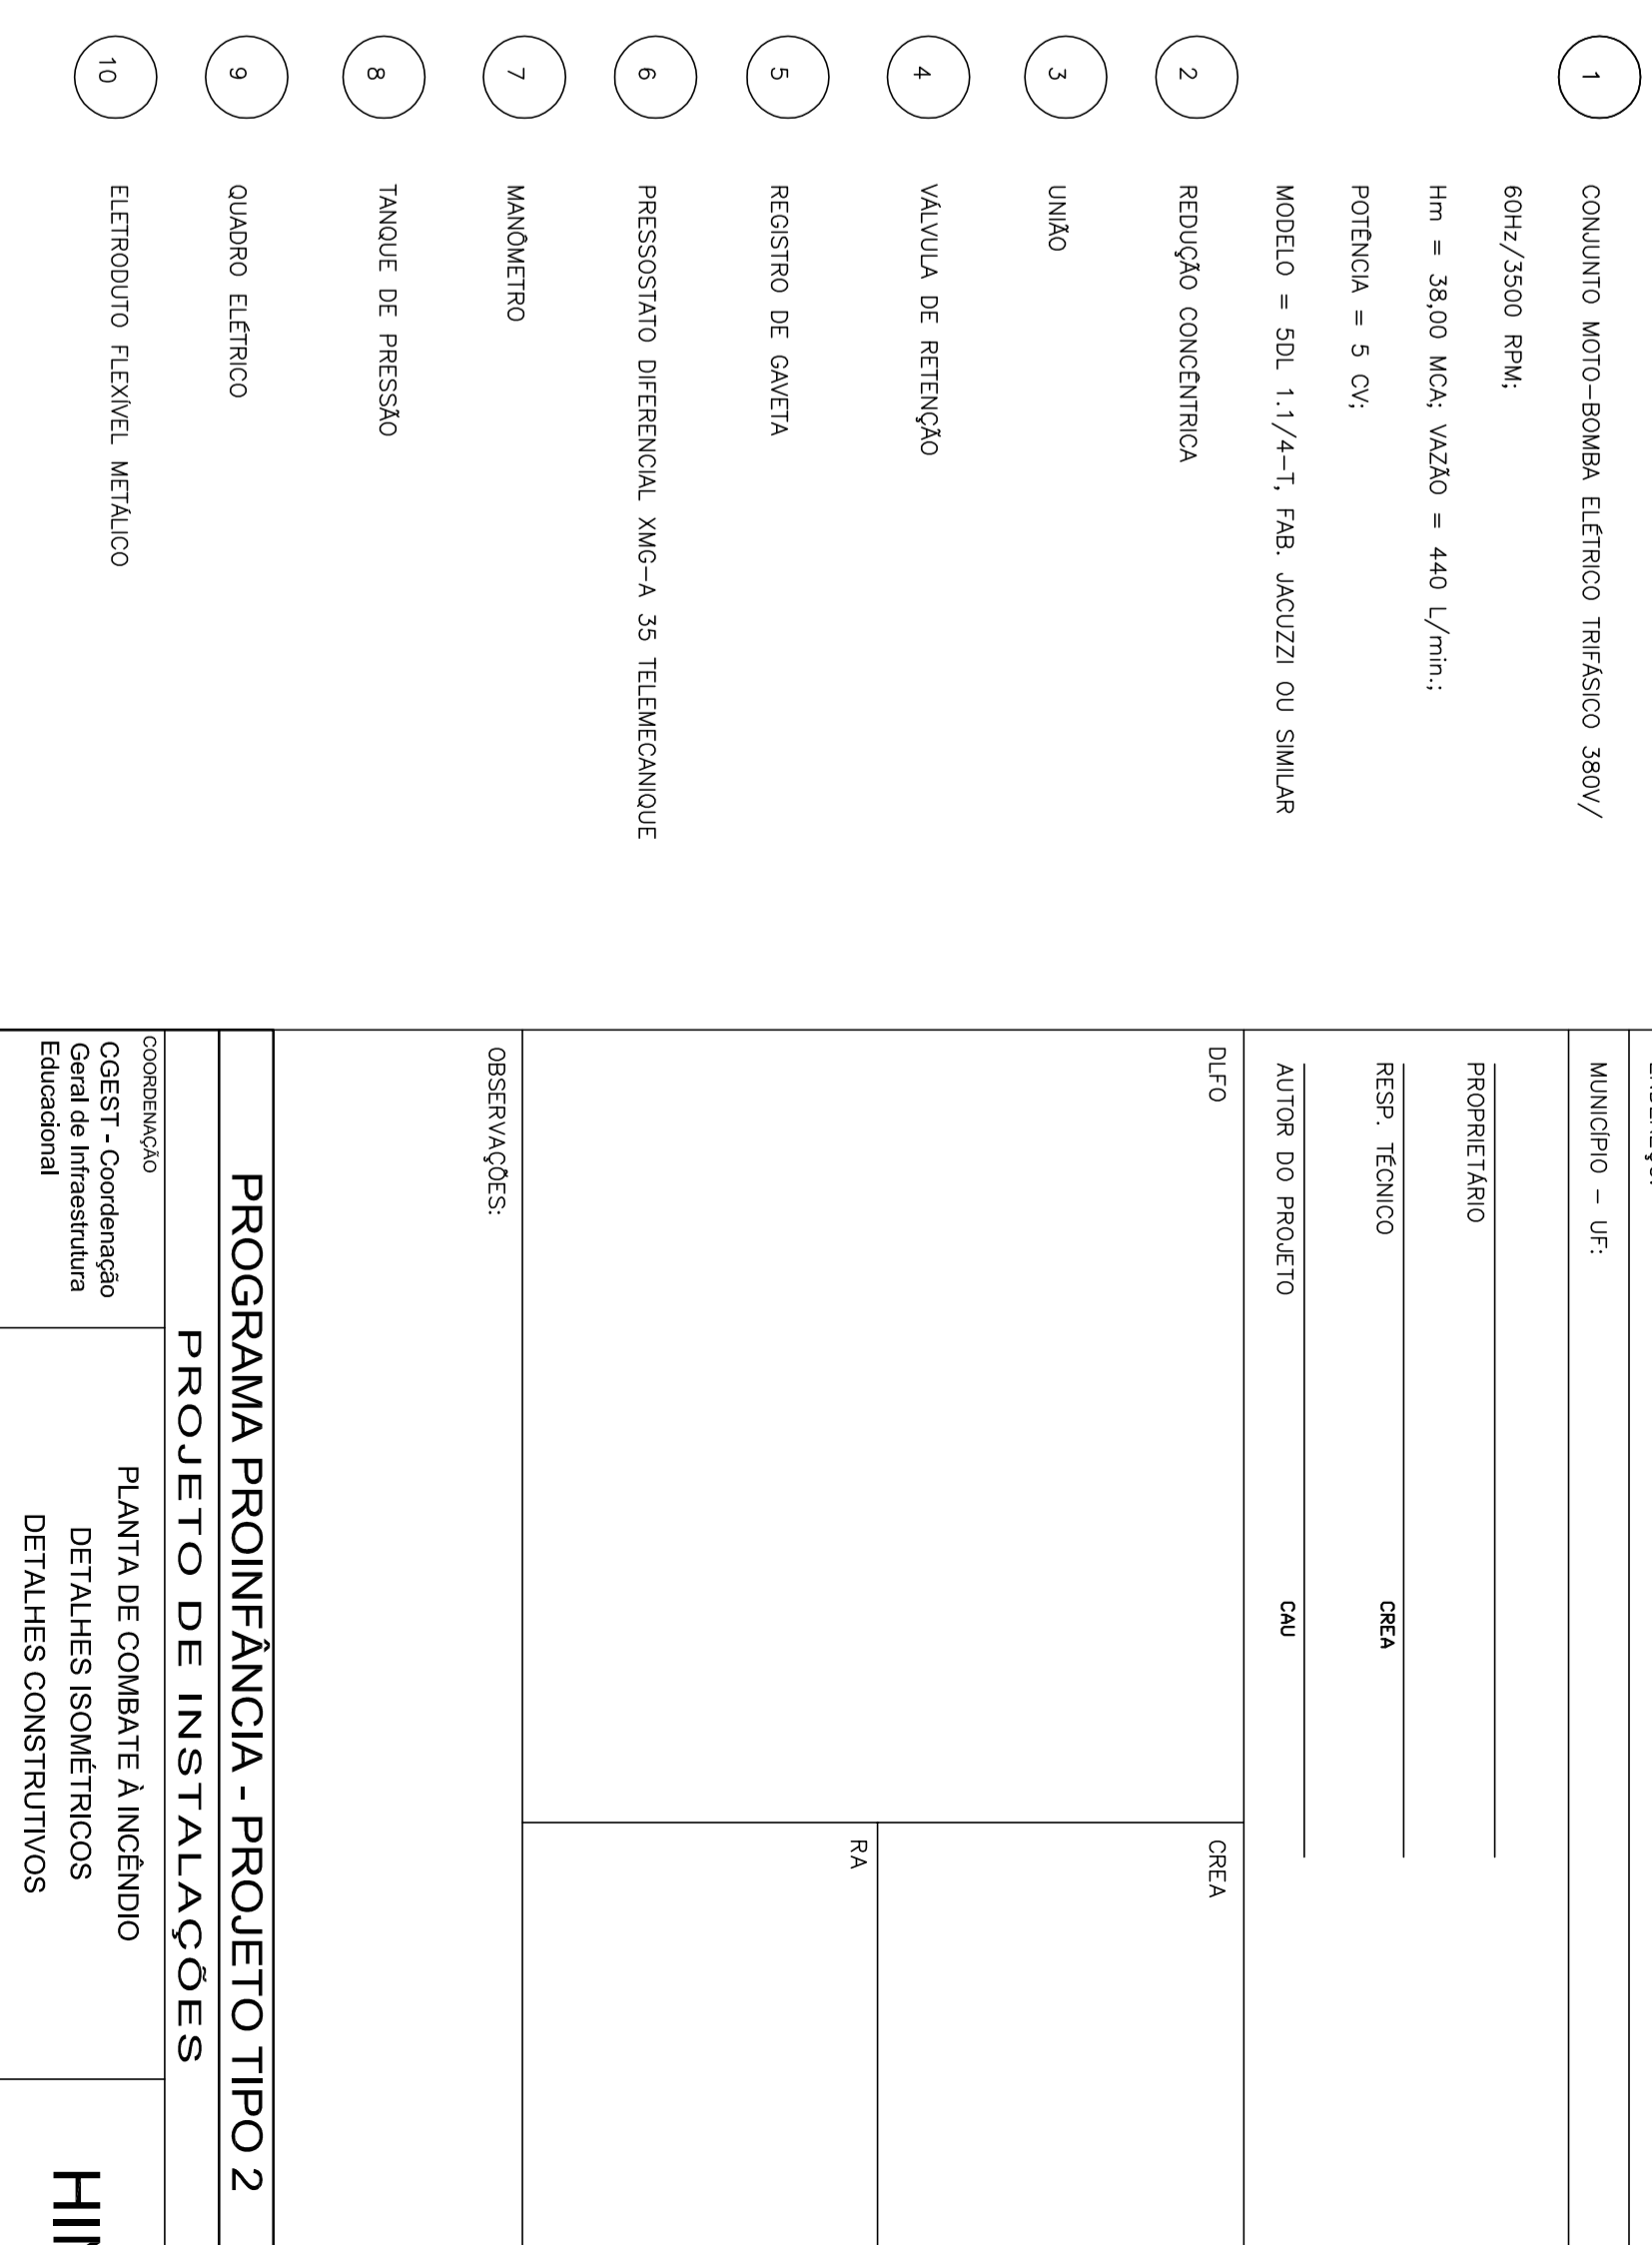 1
CONJUNTO MOTO-BOMBA ELÉTRICO TRIFÁSICO 380V/
60Hz/3500 RPM;
Hm = 38,00 MCA; VAZÃO = 440 L/min.;
POTÊNCIA = 5 CV;
MODELO = 5DL 1.1/4-T, FAB. JACUZZI OU SIMILAR
2
REDUÇÃO CONCÊNTRICA
3
UNIÃO
4
VÁLVULA DE RETENÇÃO
5
REGISTRO DE GAVETA
6
PRESSOSTATO DIFERENCIAL XMG-A 35 TELEMECANIQUE
7
MANÔMETRO
8
TANQUE DE PRESSÃO
9
QUADRO ELÉTRICO
10
ELETRODUTO FLEXÍVEL METÁLICO
MUNICÍPIO - UF:
PROPRIETÁRIO
RESP. TÉCNICO
CREA
AUTOR DO PROJETO
CAU
DLFO
CREA
RA
OBSERVAÇÕES:
PROGRAMA PROINFÂNCIA - PROJETO TIPO 2
PROJETO DE INSTALAÇÕES
COORDENAÇÃO
CGEST - Coordenação
Geral de Infraestrutura
Educacional
PLANTA DE COMBATE À INCÊNDIO
DETALHES ISOMÉTRICOS
DETALHES CONSTRUTIVOS